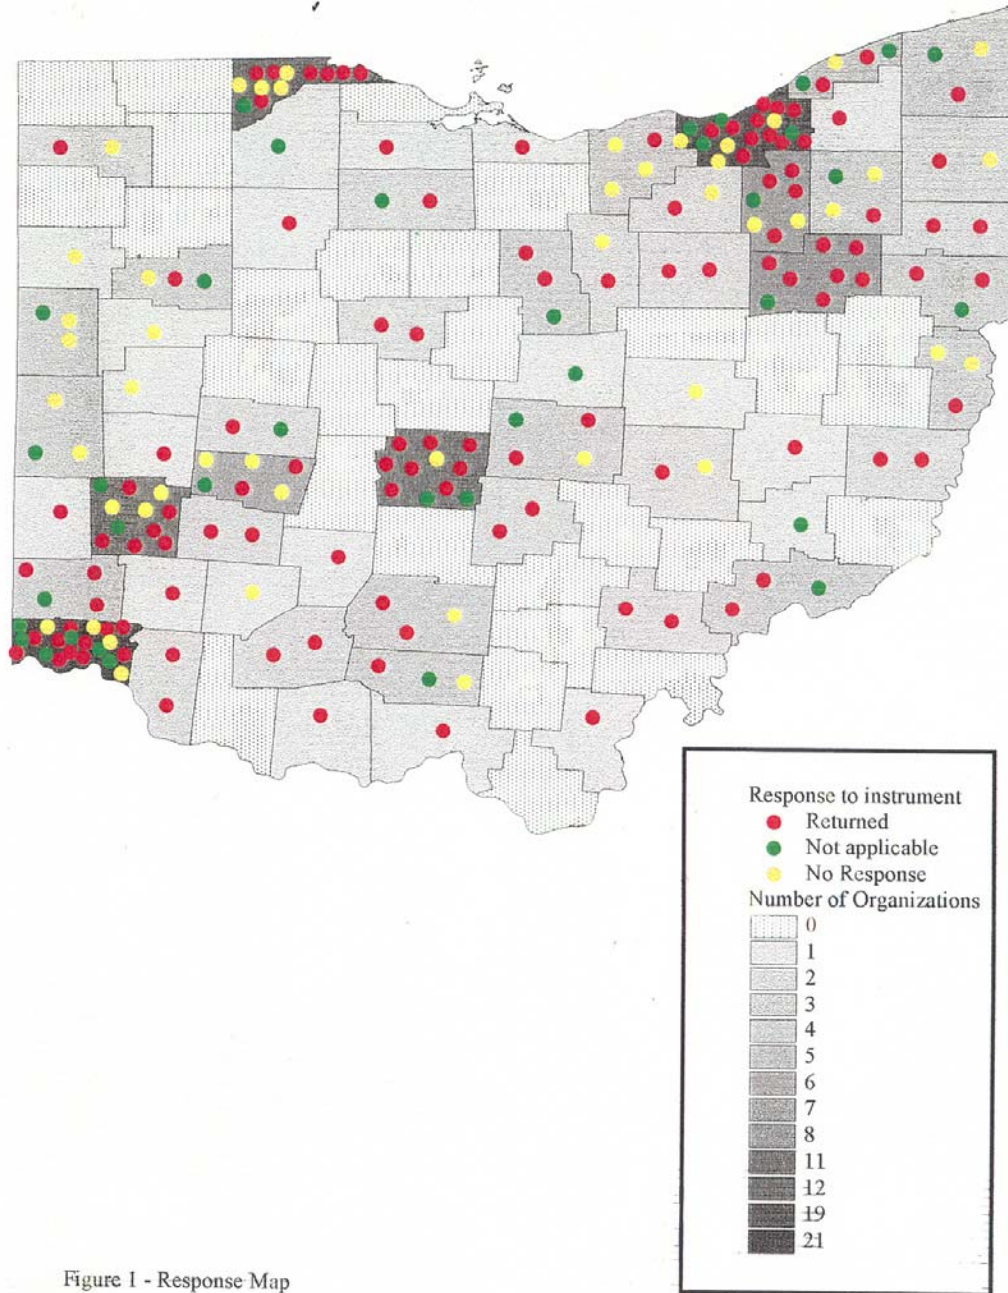 Response to instrument
Returned
Not applicable
No Response
Number of Organizations
0
1
2
3
4
5
6
7
8
11
12
19
21
Figure 1 - Response Map